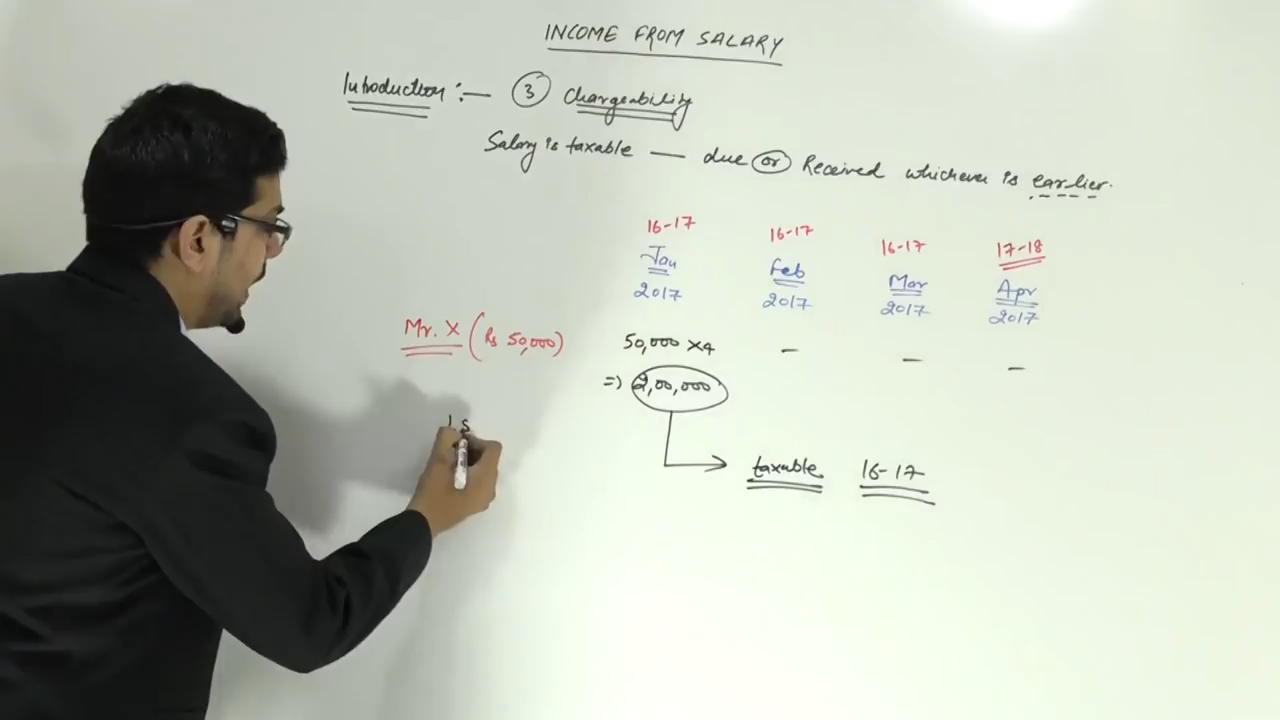 INCOME FROM SALARY
Introduction :— ③ Chargeability
Salary is taxable — due or Received whichever is earlier.
16-17 16-17 16-17 17-18
Jan Feb Mar Apr
2017 2017 2017 2017
Mr. X (Rs 50,000) 50,000 x4 — — —
=> 2,00,000
1s
taxable 16-17